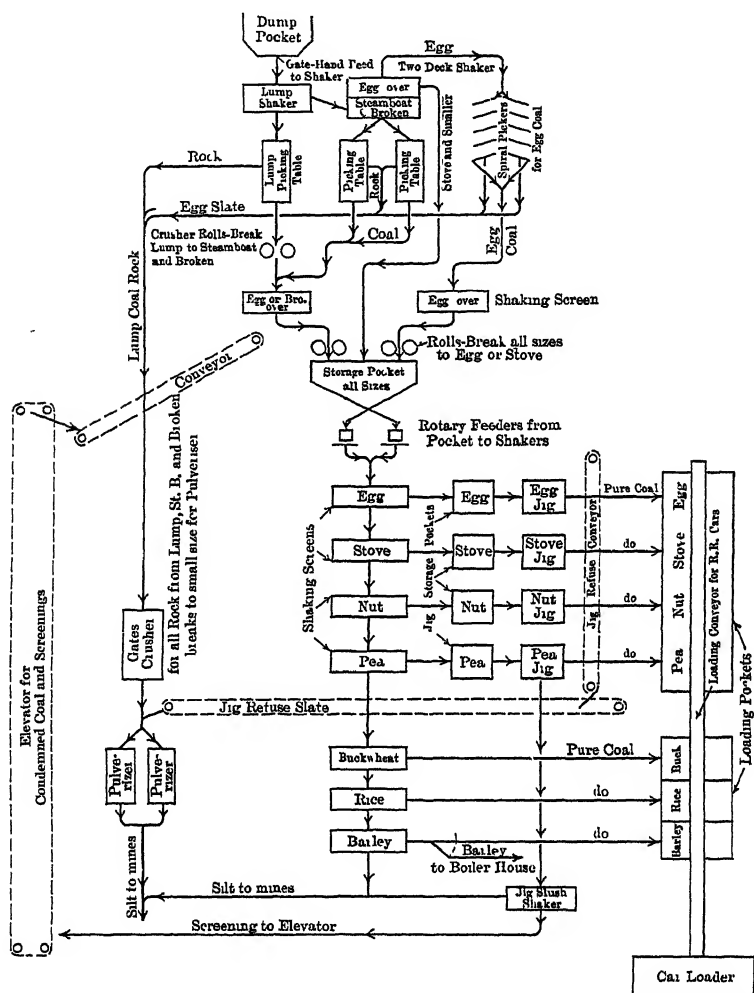 Dump
Pocket
Gate-Hand Feed
to Shaker
Egg
Two Deck Shaker
Lump
Shaker
Egg over
Steamboat
Broken
Stove and Smaller
Spiral Pickers
for Egg Coal
Rock
Lump Picking
Table
Picking
Table
Rock
Picking
Table
Egg Slate
Coal
Egg
Coal
Crusher Rolls-Break
Lump to Steamboat
and Broken
Lump Coal Rock
Egg or Bro.
over
Egg over
Shaking Screen
Conveyor
Rolls-Break all sizes
to Egg or Stove
Storage Pocket
all Sizes
Rotary Feeders from
Pocket to Shakers
Elevator for
Condemned Coal and Screenings
Gates
Crusher
for all Rock from Lump, St. B. and Broken
breaks to small size for Pulverizer
Shaking Screens
Egg
Egg
Egg
Jig
Pure Coal
Egg
Stove
Stove
Stove
Jig
do
Stove
Nut
Nut
Nut
Jig
do
Nut
Pea
Pea
Pea
Jig
do
Pea
Jig Storage Pockets
Jig Refuse Conveyor
Loading Conveyor for R.R. Cars
Loading Pockets
Jig Refuse Slate
Pulve-
rizer
Pulve-
rizer
Buckwheat
Pure Coal
Buck
Rice
do
Rice
Barley
do
Barley
Barley
to Boiler House
Silt to mines
Silt to mines
Jig Slush
Shaker
Screening to Elevator
Car Loader